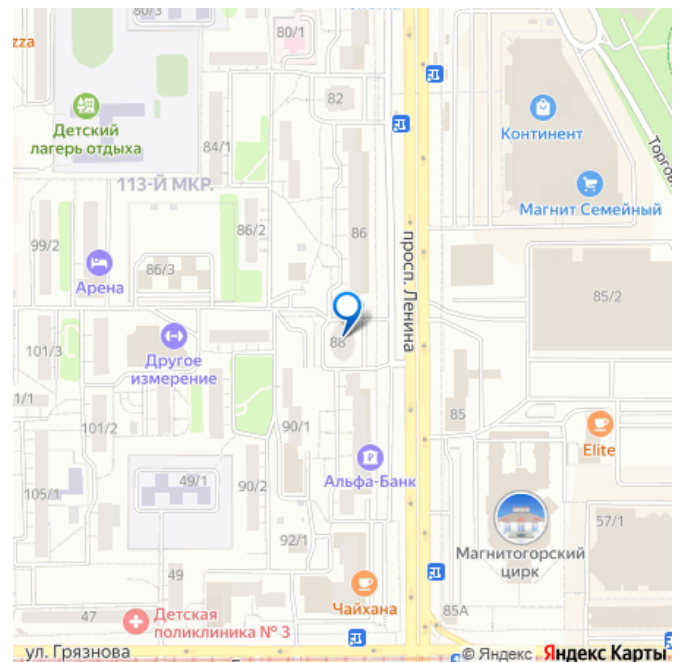 80/3
80/1
zza
82
Континент
Детский
лагерь отдыха
84/1
Магнит Семейный
113-Й МКР.
86/2
86
99/2
86/3
просп. Ленина
Арена
85/2
101/3
88
Другое
измерение
1/1
101/2
90/1
85
Elite
Альфа-Банк
49/1
90/2
105/1
57/1
92/1
Магнитогорский
цирк
49
Чайхана
85А
47
Детская
поликлиника № 3
ул. Грязнова
© Яндекс Яндекс Карты